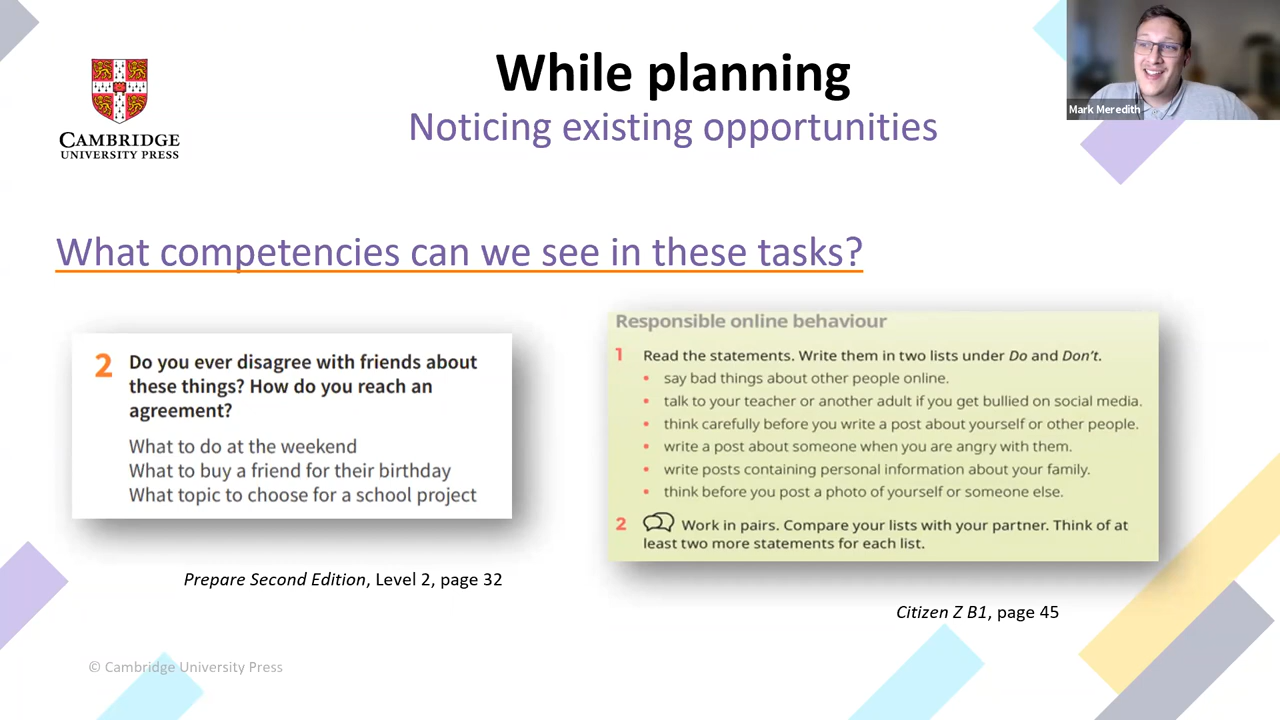 CAMBRIDGE
UNIVERSITY PRESS
While planning
Noticing existing opportunities
Mark Meredith
What competencies can we see in these tasks?
2 Do you ever disagree with friends about
these things? How do you reach an
agreement?
What to do at the weekend
What to buy a friend for their birthday
What topic to choose for a school project
Prepare Second Edition, Level 2, page 32
Responsible online behaviour
1 Read the statements. Write them in two lists under Do and Don't.
• say bad things about other people online.
• talk to your teacher or another adult if you get bullied on social media.
• think carefully before you write a post about yourself or other people.
• write a post about someone when you are angry with them.
• write posts containing personal information about your family.
• think before you post a photo of yourself or someone else.
2 Work in pairs. Compare your lists with your partner. Think of at
least two more statements for each list.
Citizen Z B1, page 45
© Cambridge University Press